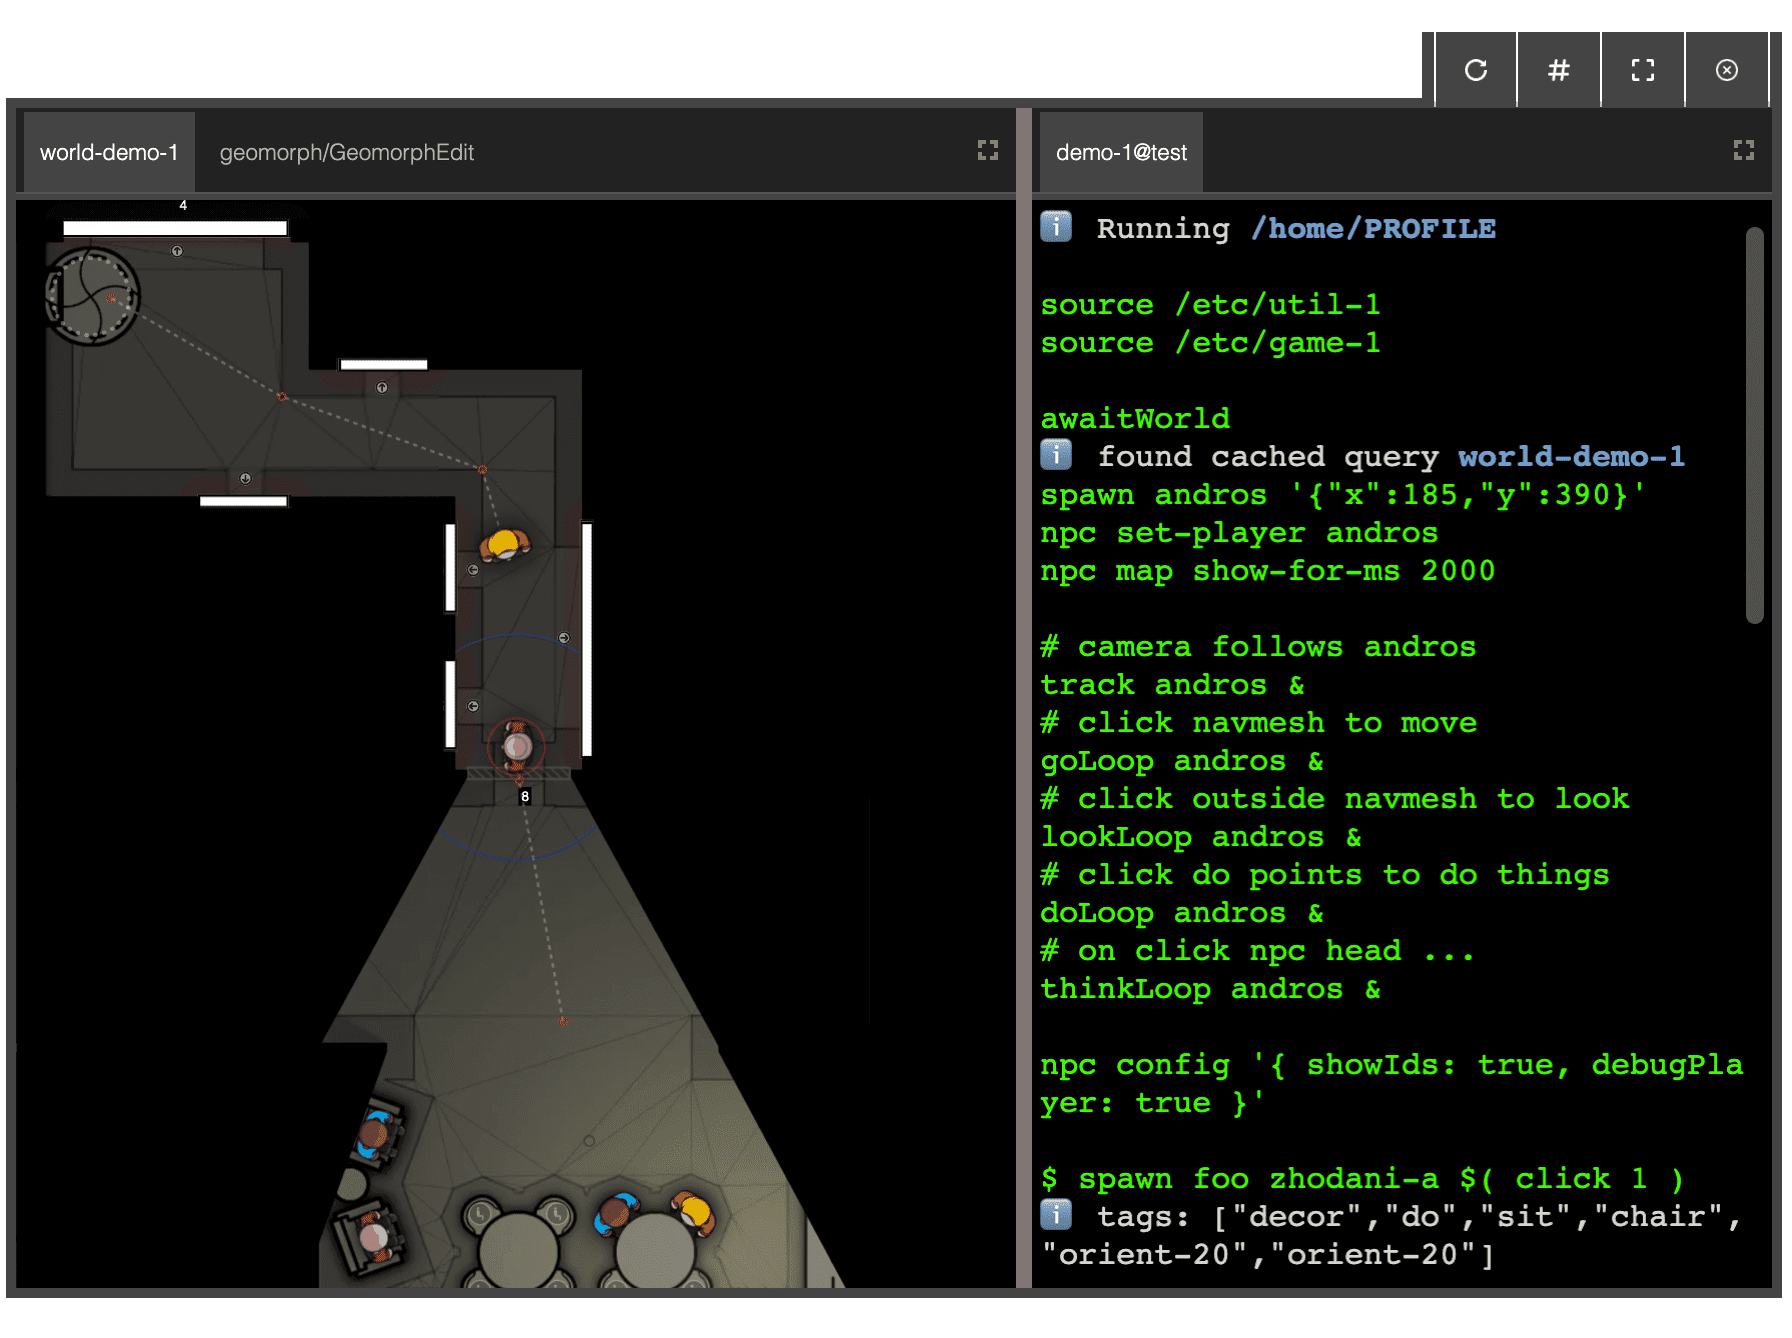 world-demo-1
geomorph/GeomorphEdit
demo-1@test
4
8
Running /home/PROFILE
source /etc/util-1
source /etc/game-1
awaitWorld
found cached query world-demo-1
spawn andros '{"x":185,"y":390}'
npc set-player andros
npc map show-for-ms 2000
# camera follows andros
track andros &
# click navmesh to move
goLoop andros &
# click outside navmesh to look
lookLoop andros &
# click do points to do things
doLoop andros &
# on click npc head ...
thinkLoop andros &
npc config '{ showIds: true, debugPla
yer: true }'
$ spawn foo zhodani-a $( click 1 )
tags: ["decor","do","sit","chair",
"orient-20","orient-20"]